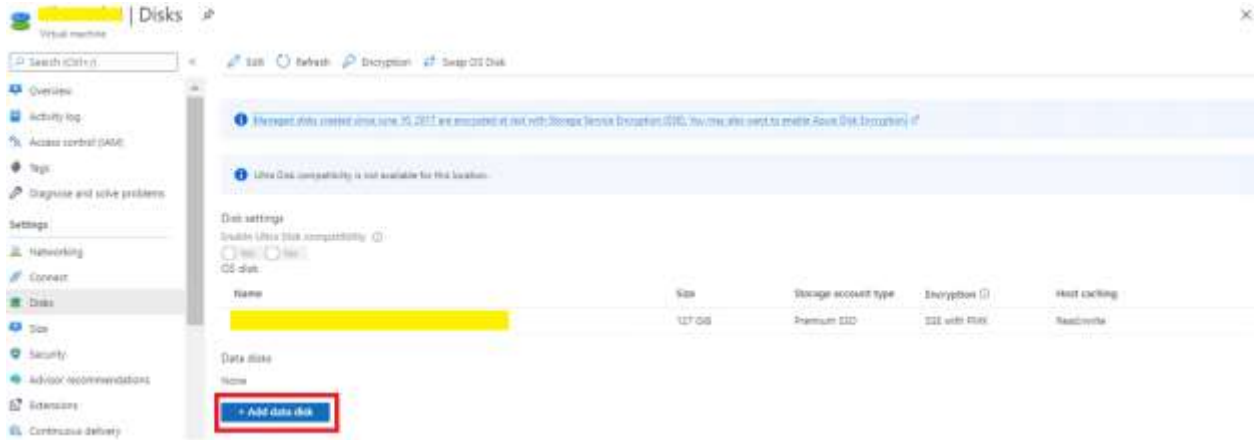 | Disks
Virtual machine
Search (Ctrl+/)
«
Edit Refresh Encryption Swap OS Disk
Overview
Activity log
Access control (IAM)
Tags
Diagnose and solve problems
Settings
Networking
Connect
Disks
Size
Security
Advisor recommendations
Extensions
Continuous delivery
Managed disks created since June 10, 2017 are encrypted at rest with Storage Service Encryption (SSE). You may also want to enable Azure Disk Encryption.
Ultra Disk compatibility is not available for this location.
Disk settings
Enable Ultra Disk compatibility
Yes No
OS disk
Name Size Storage account type Encryption Host caching
127 GiB Premium SSD SSE with PMK Read/write
Data disks
None
+ Add data disk